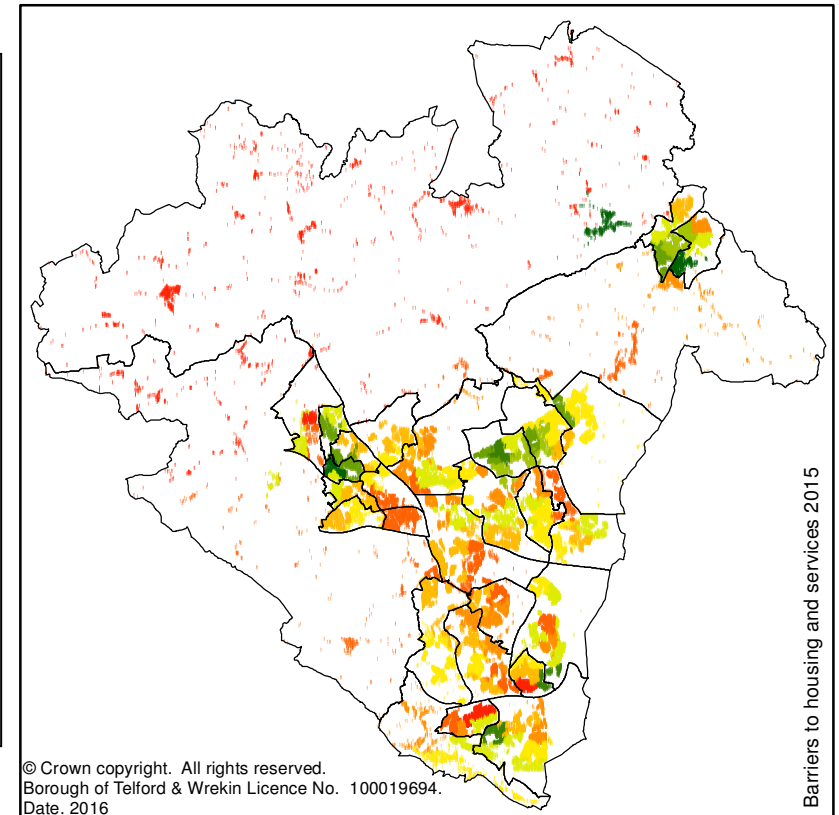 Barriers to housing and services 2015
© Crown copyright. All rights reserved.
Borough of Telford & Wrekin Licence No. 100019694.
Date. 2016